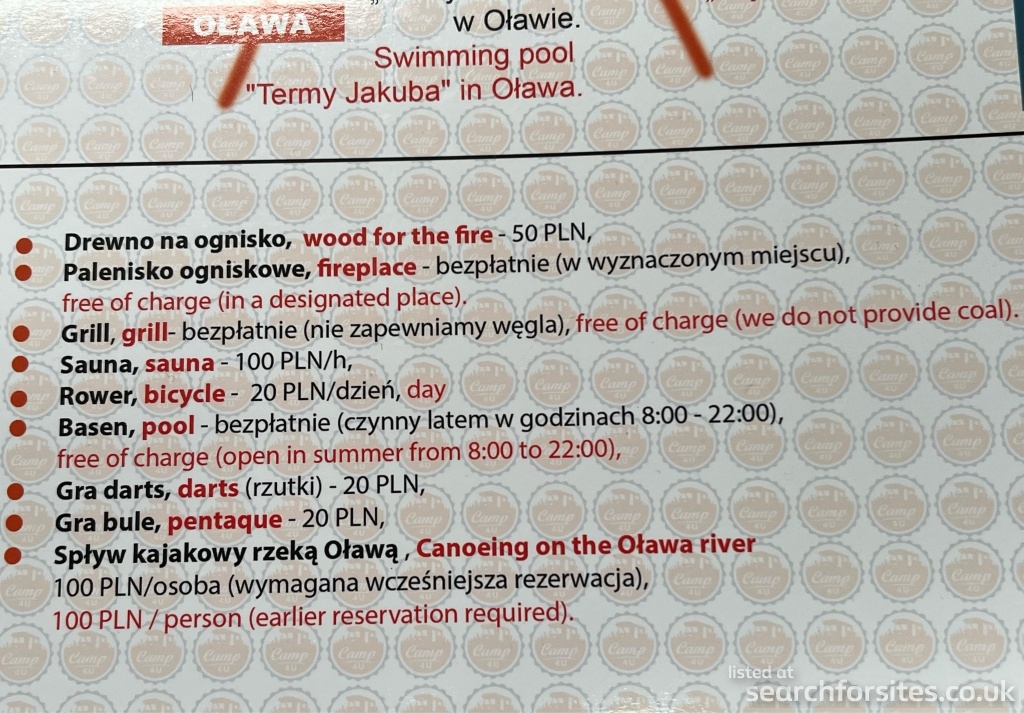 OŁAWA
w Oławie.
Swimming pool
"Termy Jakuba" in Oława.
Drewno na ognisko, wood for the fire - 50 PLN,
Palenisko ogniskowe, fireplace - bezpłatnie (w wyznaczonym miejscu),
free of charge (in a designated place).
Grill, grill- bezpłatnie (nie zapewniamy węgla), free of charge (we do not provide coal).
Sauna, sauna - 100 PLN/h,
Rower, bicycle - 20 PLN/dzień, day
Basen, pool - bezpłatnie (czynny latem w godzinach 8:00 - 22:00),
free of charge (open in summer from 8:00 to 22:00),
Gra darts, darts (rzutki) - 20 PLN,
Gra bule, pentaque - 20 PLN,
Spływ kajakowy rzeką Oławą , Canoeing on the Oława river
100 PLN/osoba (wymagana wcześniejsza rezerwacja),
100 PLN / person (earlier reservation required).
listed at
searchforsites.co.uk